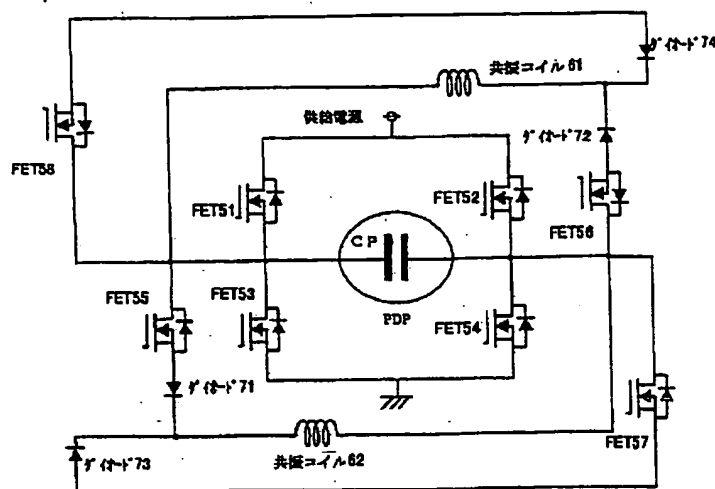 ダイオード74
共振コイル61
供給電源
ダイオード72
FET58
FET51
FET52
FET56
CP
PDP
FET55
FET53
FET54
ダイオード71
FET57
ダイオード73
共振コイル62